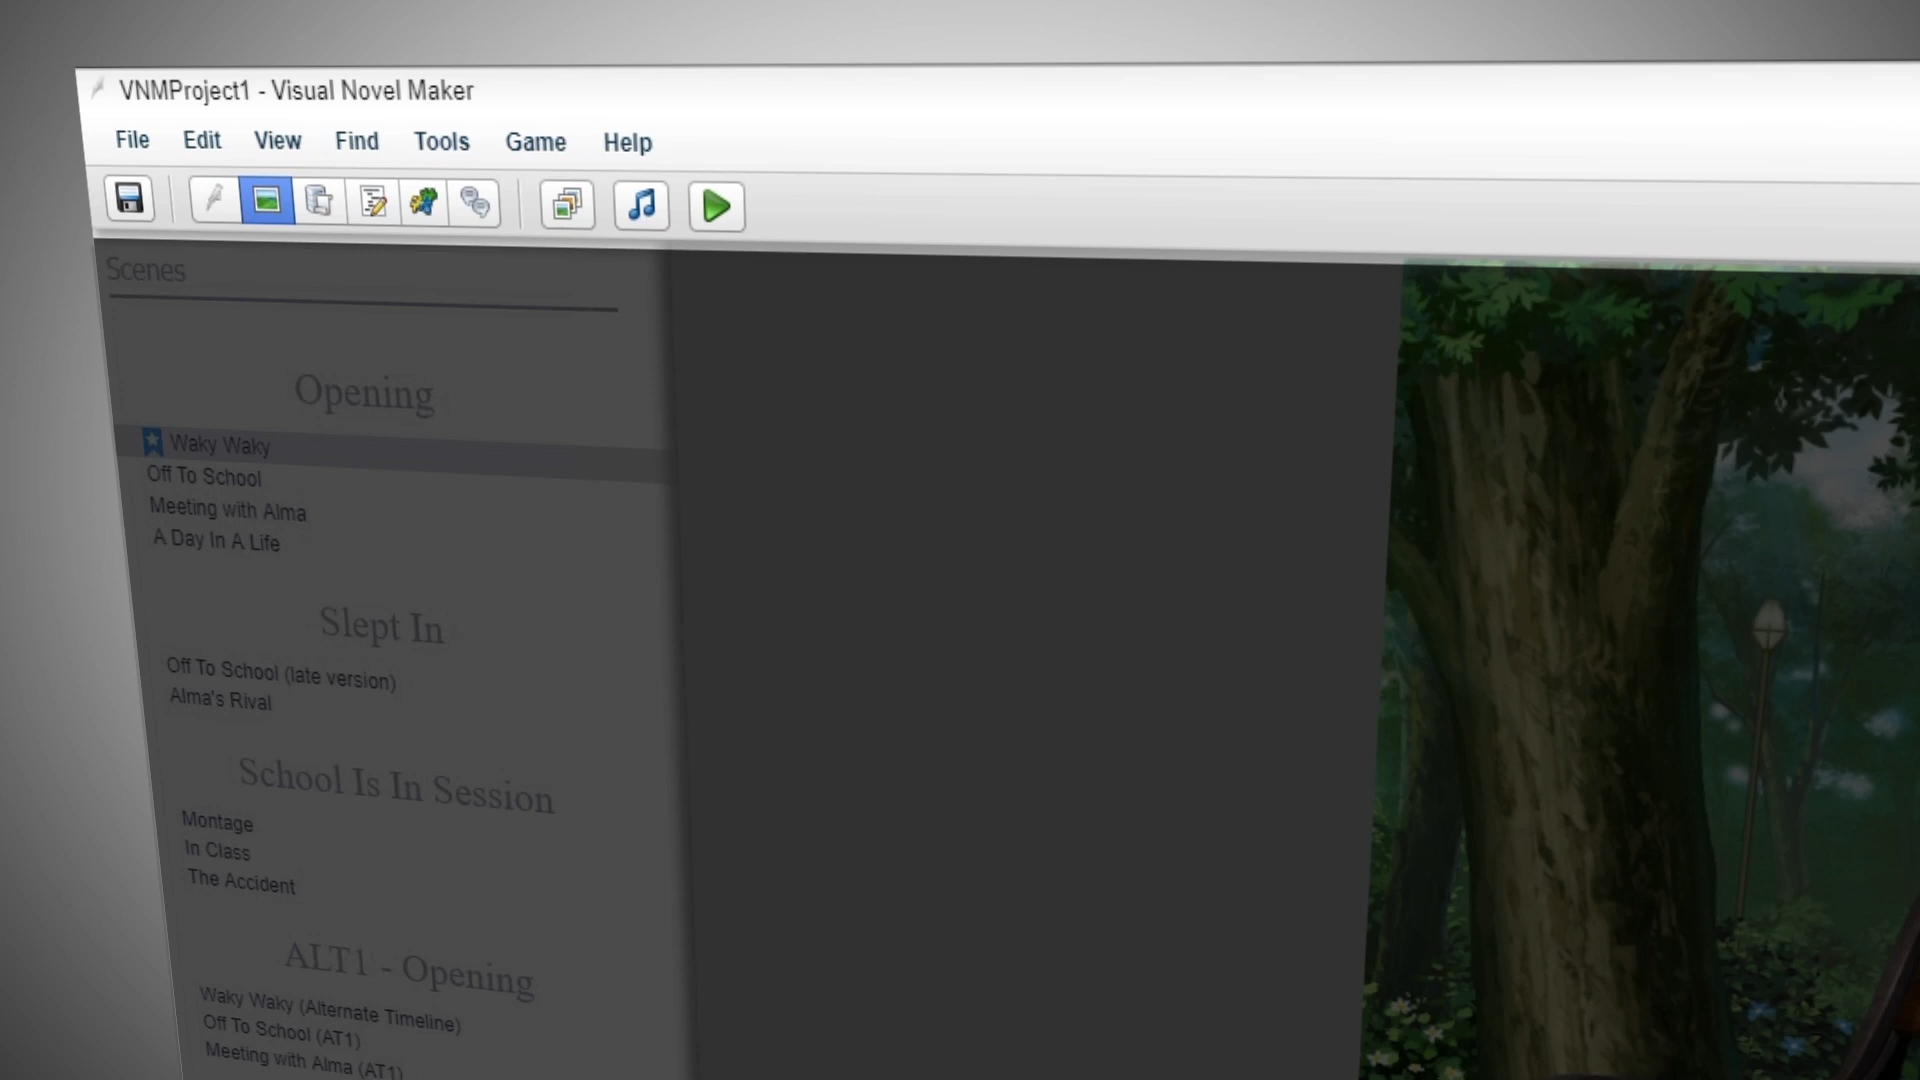 VNMProject1 - Visual Novel Maker
File Edit View Find Tools Game Help
Scenes
Opening
Waky Waky
Off To School
Meeting with Alma
A Day In A Life
Slept In
Off To School (late version)
Alma's Rival
School Is In Session
Montage
In Class
The Accident
ALT1 - Opening
Waky Waky (Alternate Timeline)
Off To School (AT1)
Meeting with Alma (AT1)